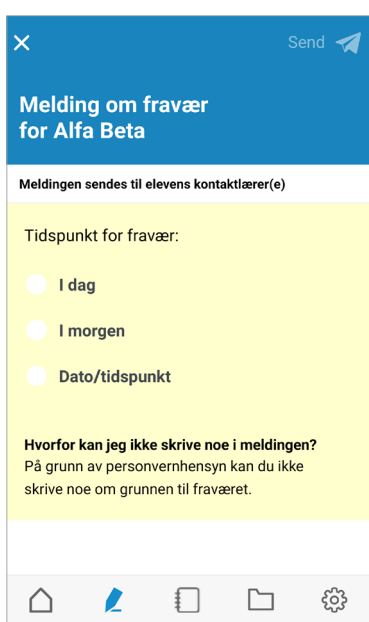 Send
Melding om fravær
for Alfa Beta
Meldingen sendes til elevens kontaktlærer(e)
Tidspunkt for fravær:
I dag
I morgen
Dato/tidspunkt
Hvorfor kan jeg ikke skrive noe i meldingen?
På grunn av personvernhensyn kan du ikke
skrive noe om grunnen til fraværet.